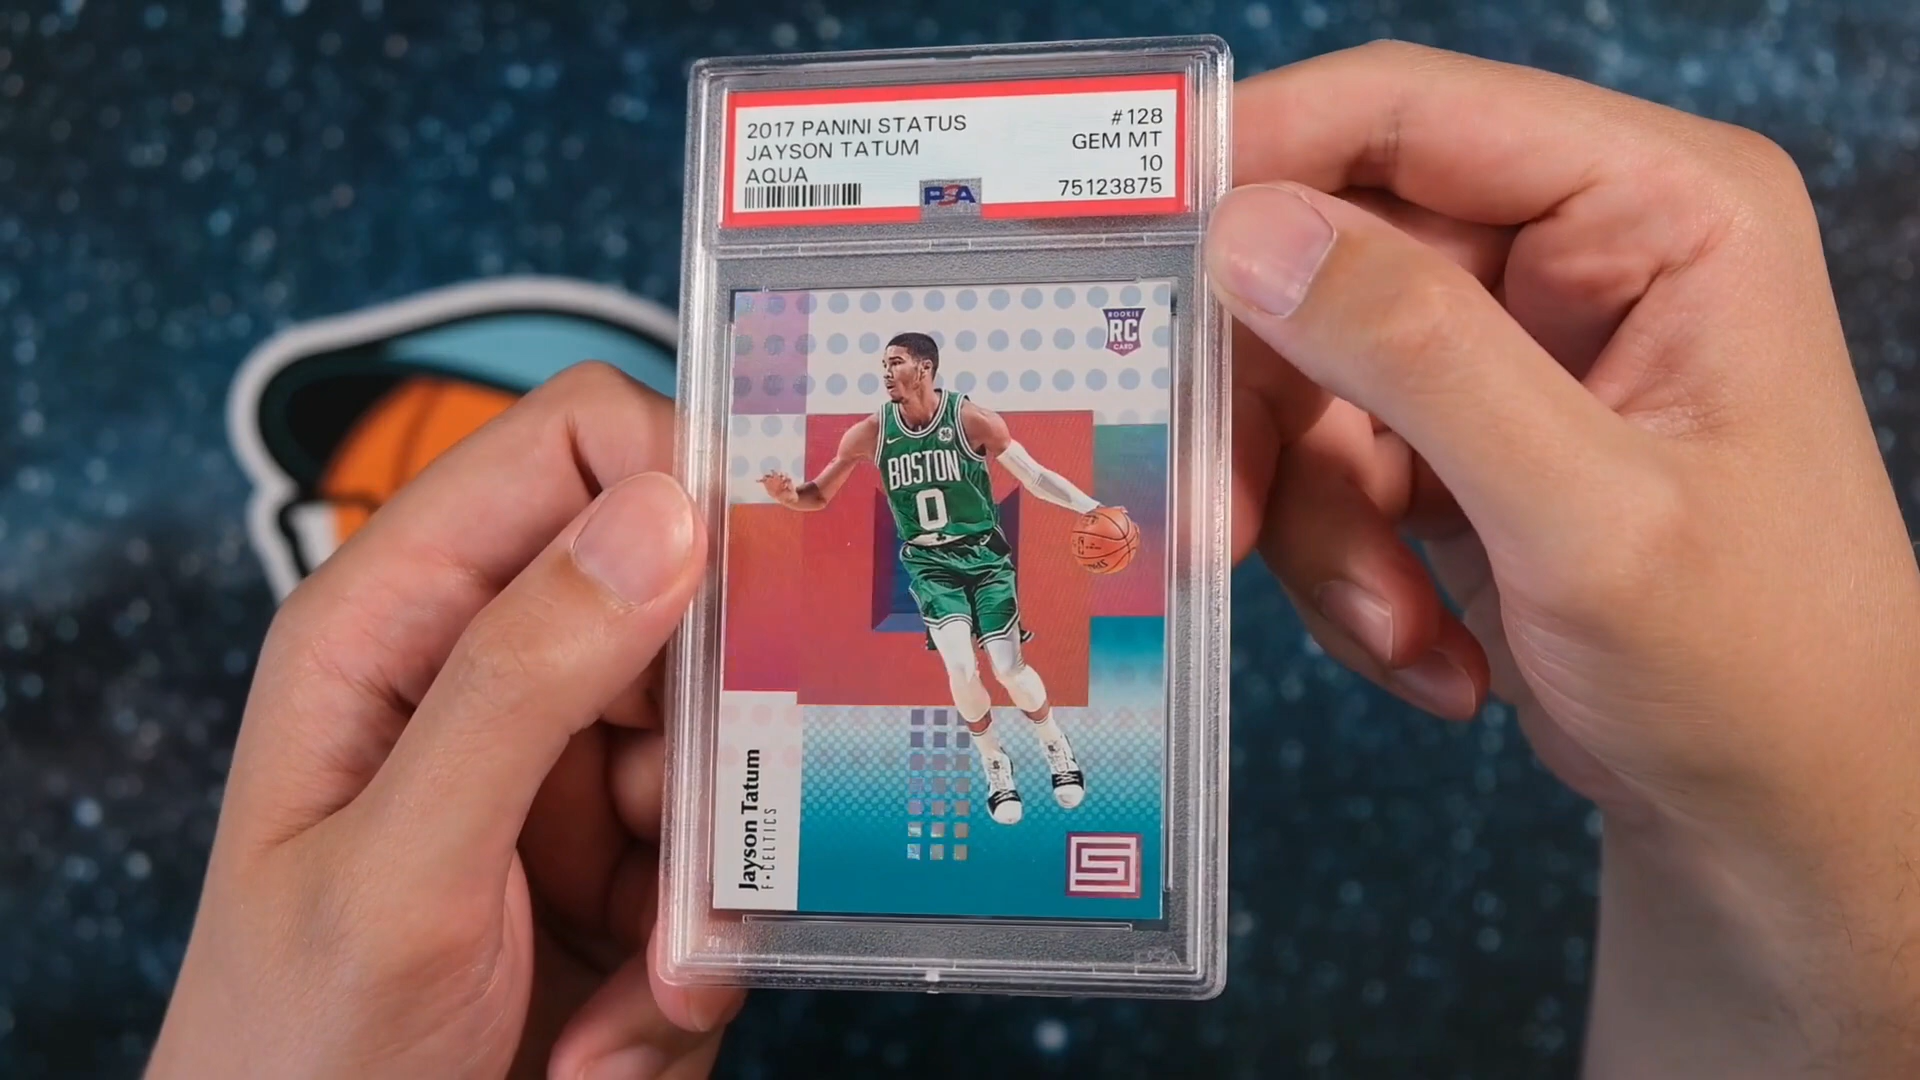 2017 PANINI STATUS #128
JAYSON TATUM GEM MT
AQUA 10
75123875
PSA
ROOKIE
RC
CARD
BOSTON
0
Jayson Tatum
F•CELTICS